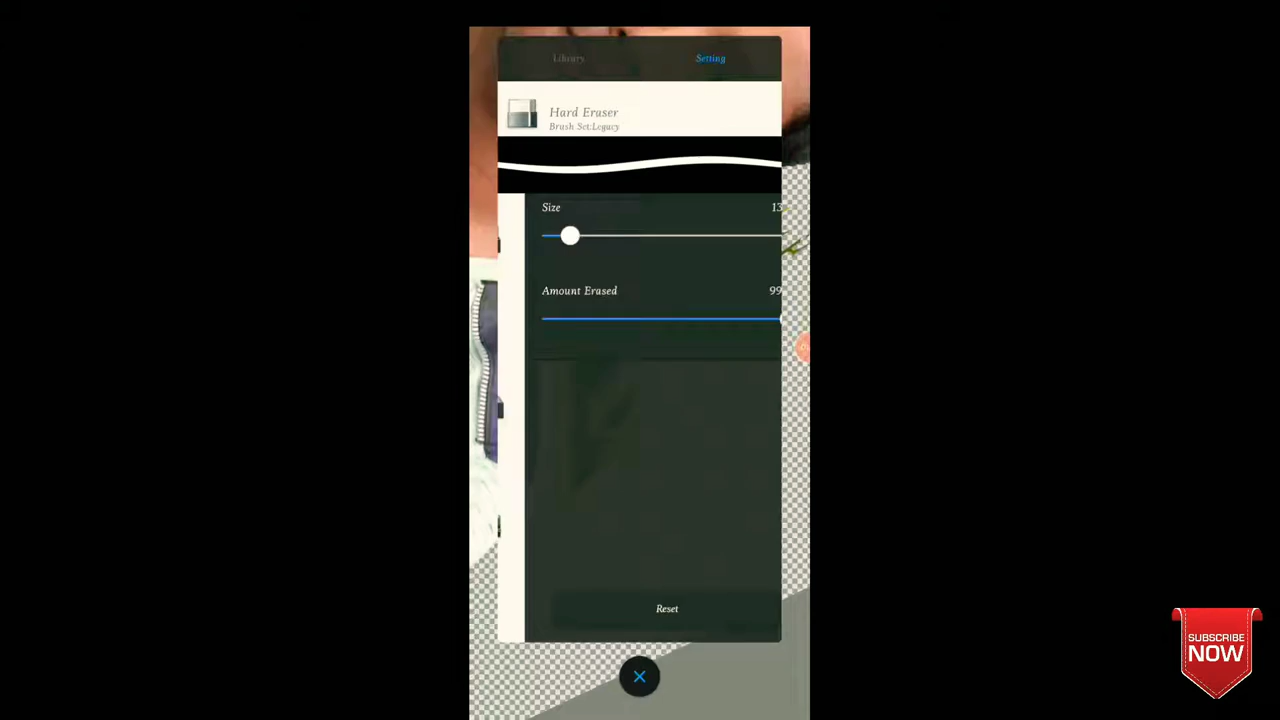 Library
Setting
Hard Eraser
Brush Set:Legacy
Size
13
Amount Erased
99
Reset
SUBSCRIBE
NOW